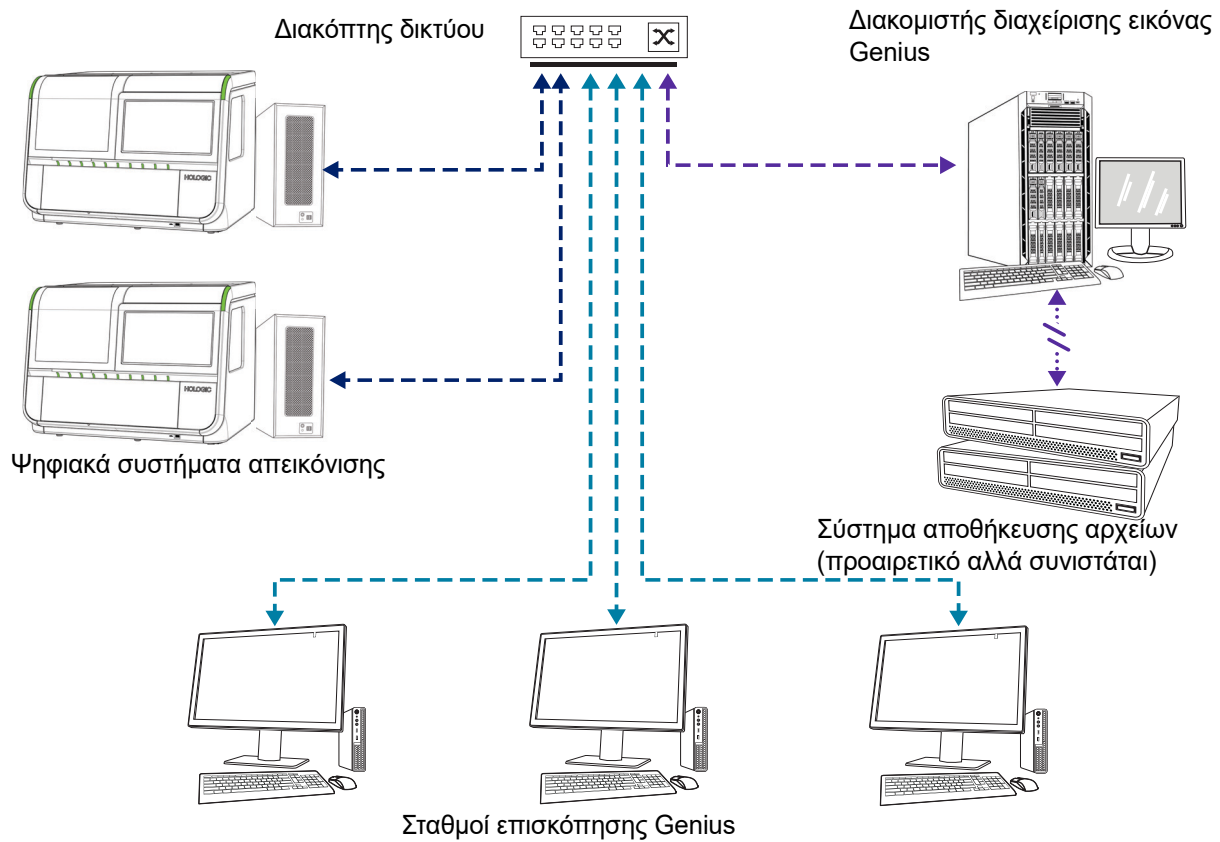 Διακόπτης δικτύου
Διακομιστής διαχείρισης εικόνας
Genius
HOLOGIC
HOLOGIC
Ψηφιακά συστήματα απεικόνισης
Σύστημα αποθήκευσης αρχείων
(προαιρετικό αλλά συνιστάται)
Σταθμοί επισκόπησης Genius